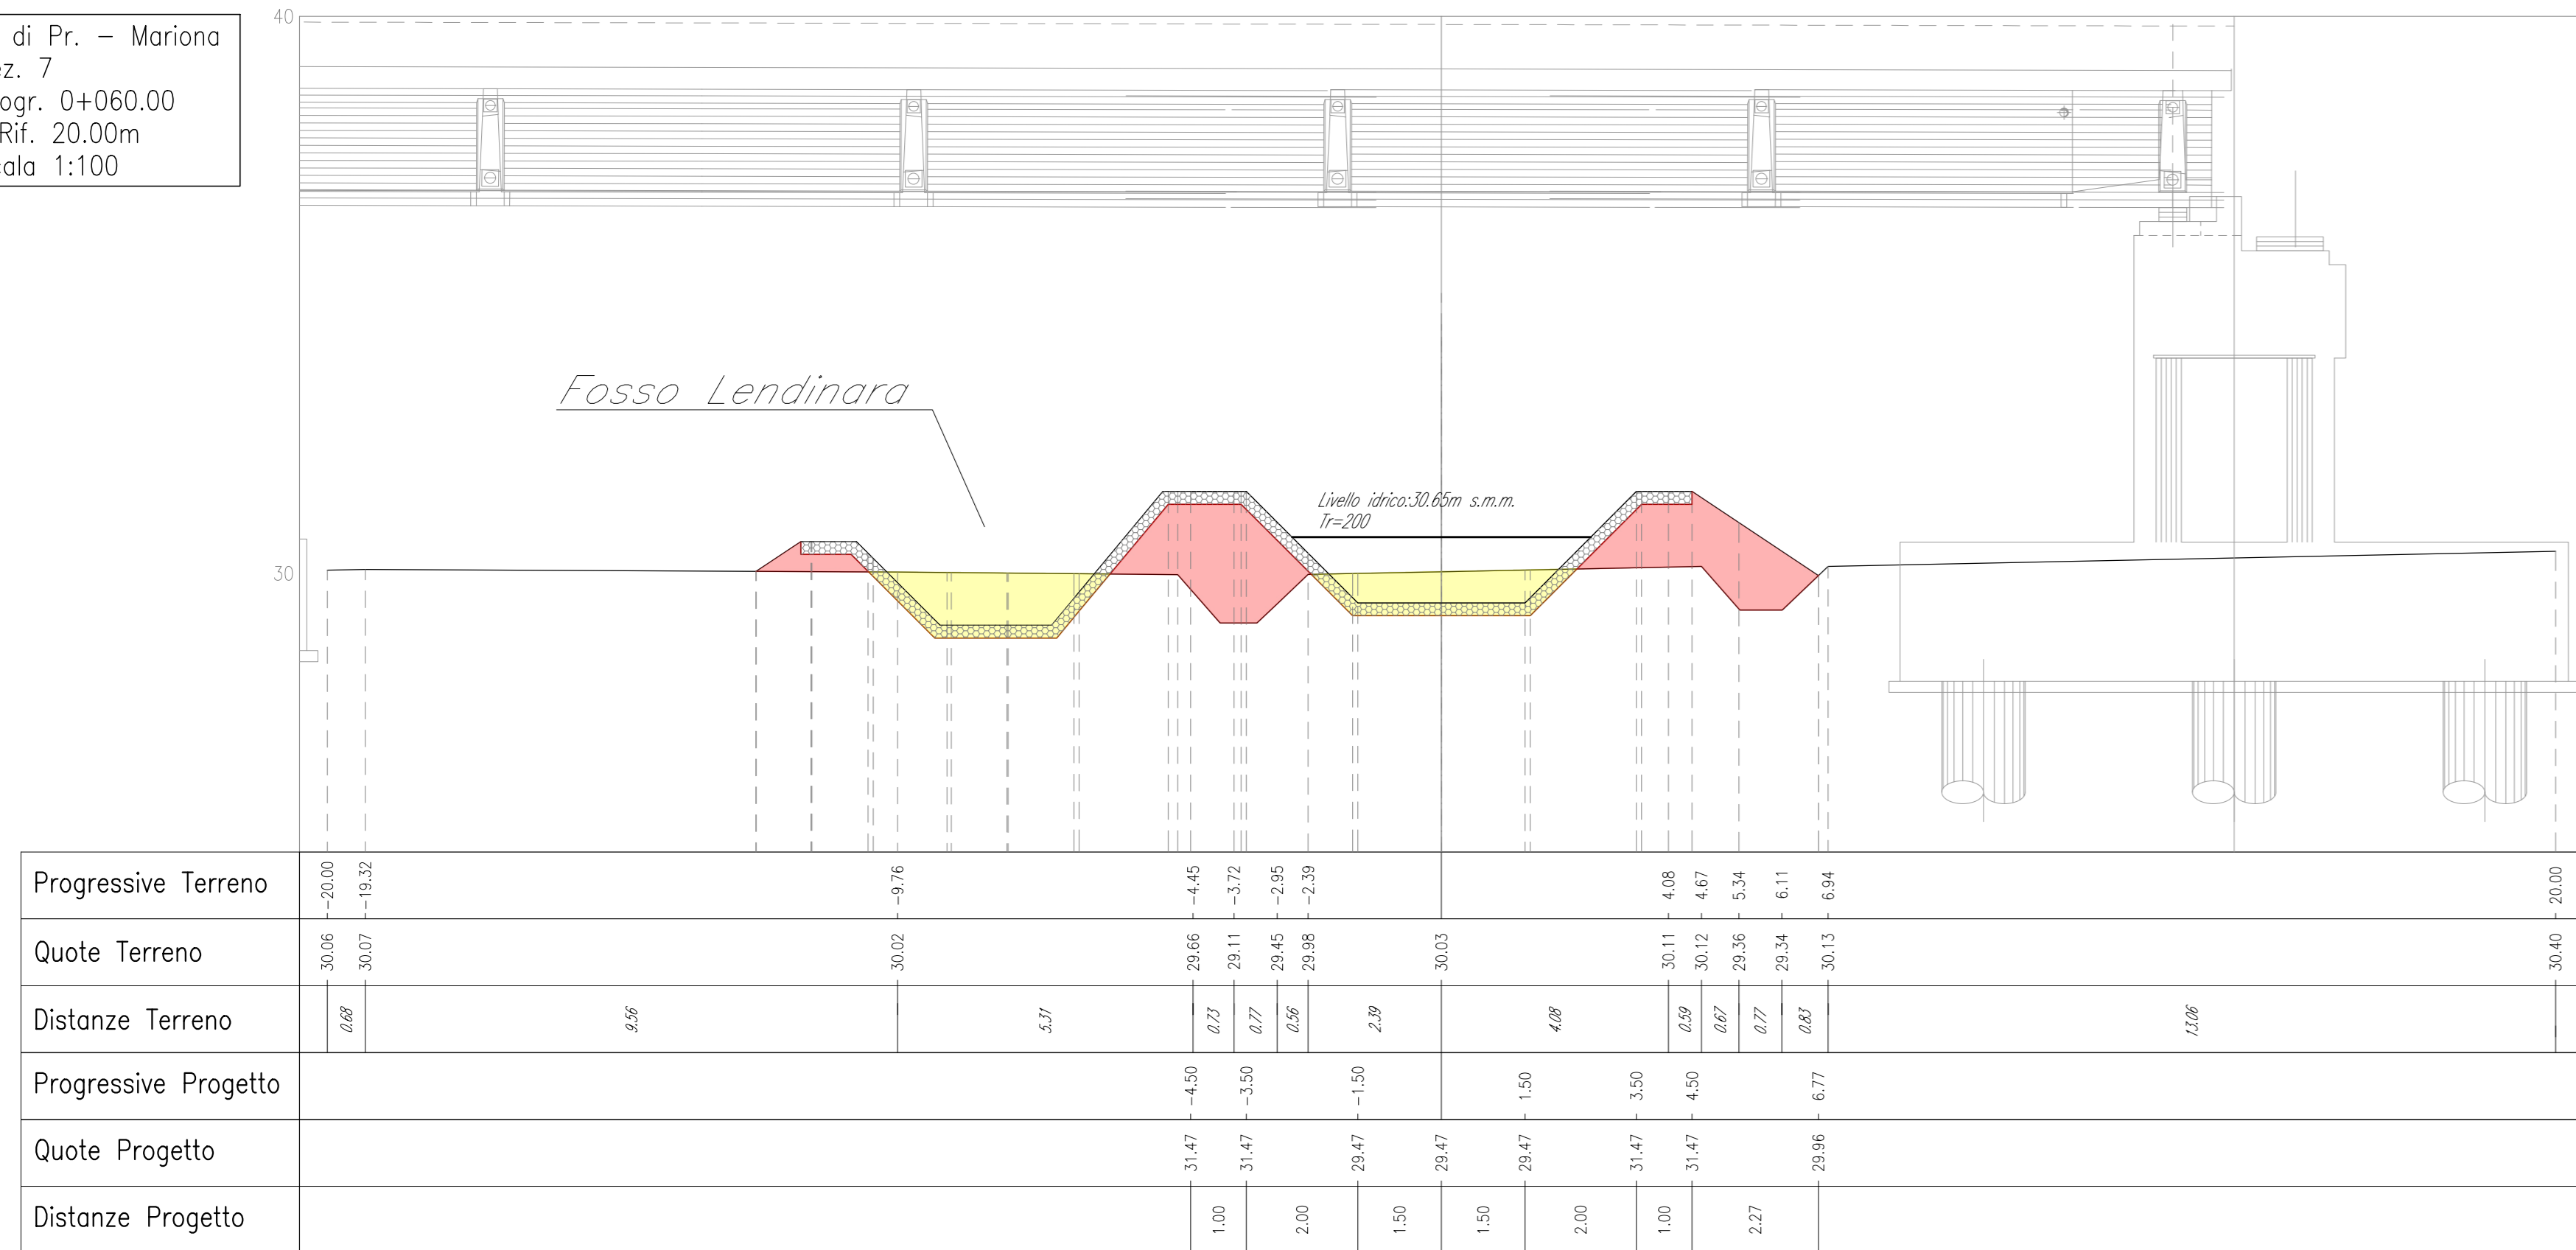 di Pr. – Mariona
z. 7
ogr. 0+060.00
Rif. 20.00m
ala 1:100
40
Fosso Lendinara
Livello idrico:30.65m s.m.m.
Tr=200
30
Progressive Terreno -20.00 -19.32 -9.76 -4.45 -3.72 -2.95 -2.39 4.08 4.67 5.34 6.11 6.94 20.00
Quote Terreno 30.06 30.07 30.02 29.66 29.11 29.45 29.98 30.03 30.11 30.12 29.36 29.34 30.13 30.40
Distanze Terreno 0.68 9.56 5.31 0.73 0.77 0.56 2.39 4.08 0.59 0.67 0.77 0.83 13.06
Progressive Progetto -4.50 -3.50 -1.50 1.50 3.50 4.50 6.77
Quote Progetto 31.47 31.47 29.47 29.47 29.47 31.47 31.47 29.96
Distanze Progetto 1.00 2.00 1.50 1.50 2.00 1.00 2.27